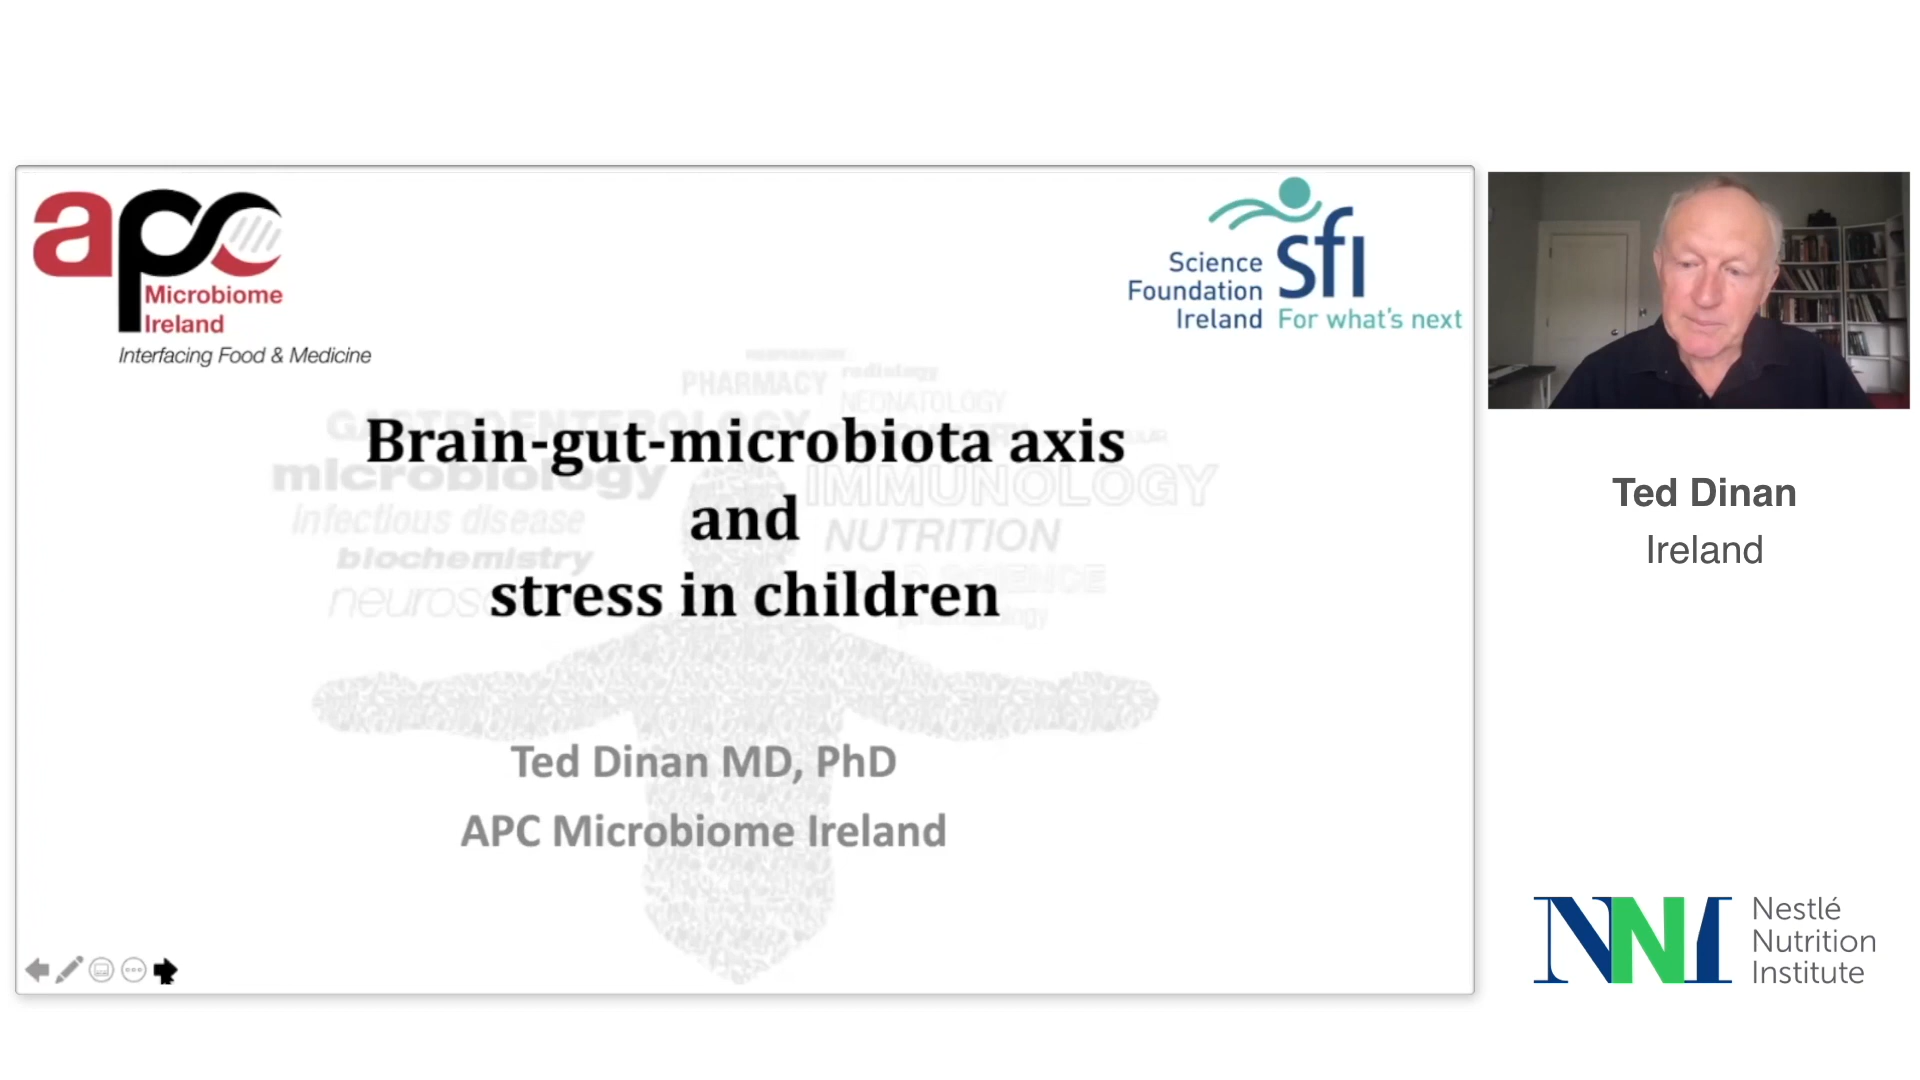 apc
Microbiome
Ireland
Interfacing Food & Medicine
Science
Foundation
Ireland
sfi
For what's next
PHARMACY
radiology
NEONATOLOGY
GASTROENTEROLOGY
Brain-gut-microbiota axis
microbiology
IMMUNOLOGY
infectious disease
and
NUTRITION
biochemistry
stress in children
Ted Dinan MD, PhD
APC Microbiome Ireland
Ted Dinan
Ireland
NNI
Nestlé
Nutrition
Institute